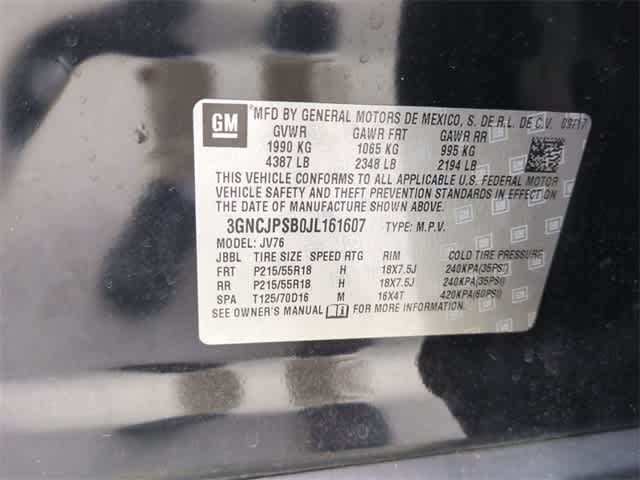 GM
MFD BY GENERAL MOTORS DE MEXICO, S. DE R.L. DE C.V. 09/17
GVWR GAWR FRT GAWR RR
1990 KG 1065 KG 995 KG
4387 LB 2348 LB 2194 LB
THIS VEHICLE CONFORMS TO ALL APPLICABLE U.S. FEDERAL MOTOR
VEHICLE SAFETY AND THEFT PREVENTION STANDARDS IN EFFECT ON
THE DATE OF MANUFACTURE SHOWN ABOVE.
3GNCJPSB0JL161607 TYPE: M.P.V.
MODEL: JV76
JBBL TIRE SIZE SPEED RTG RIM COLD TIRE PRESSURE
FRT P215/55R18 H 18X7.5J 240KPA(35PSI)
RR P215/55R18 H 18X7.5J 240KPA(35PSI)
SPA T125/70D16 M 16X4T 420KPA(60PSI)
SEE OWNER'S MANUAL FOR MORE INFORMATION.